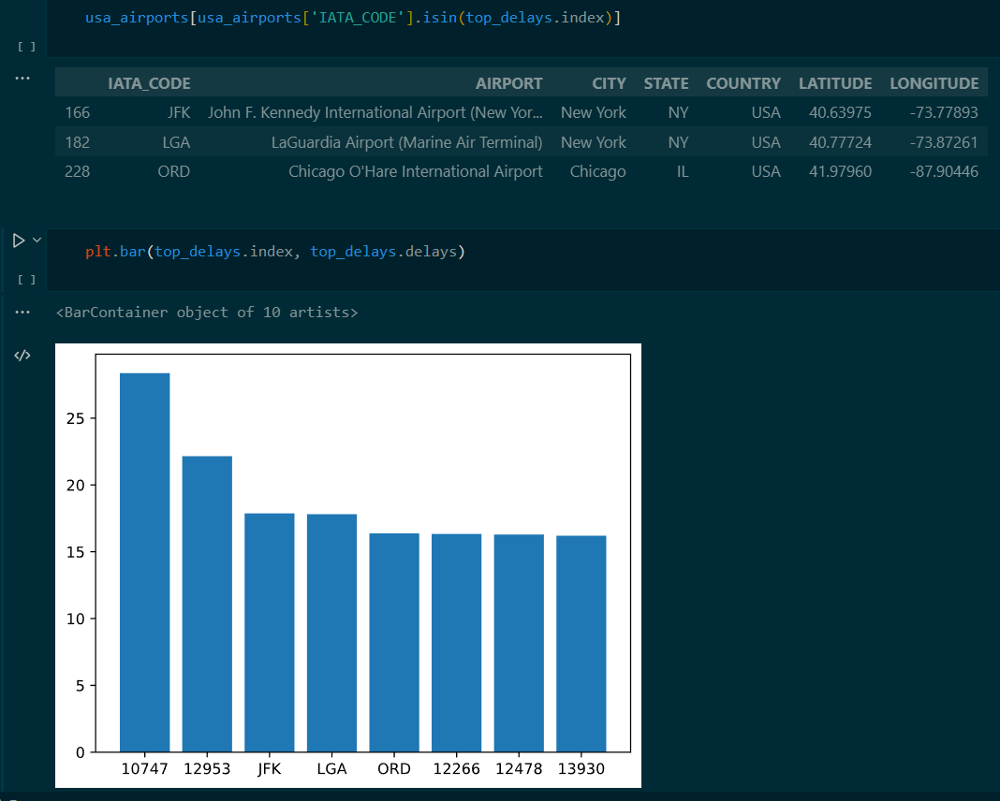 usa_airports[usa_airports['IATA_CODE'].isin(top_delays.index)]
[ ]
...
IATA_CODE AIRPORT CITY STATE COUNTRY LATITUDE LONGITUDE
166 JFK John F. Kennedy International Airport (New Yor... New York NY USA 40.63975 -73.77893
182 LGA LaGuardia Airport (Marine Air Terminal) New York NY USA 40.77724 -73.87261
228 ORD Chicago O'Hare International Airport Chicago IL USA 41.97960 -87.90446
plt.bar(top_delays.index, top_delays.delays)
[ ]
...
<BarContainer object of 10 artists>
</>
25
20
15
10
5
0
10747 12953 JFK LGA ORD 12266 12478 13930